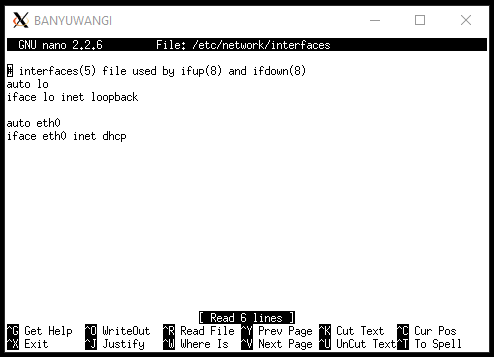 BANYUWANGI
GNU nano 2.2.6 File: /etc/network/interfaces
# interfaces(5) file used by ifup(8) and ifdown(8)
auto lo
iface lo inet loopback
auto eth0
iface eth0 inet dhcp
[ Read 6 lines ]
^G Get Help ^O WriteOut ^R Read File ^Y Prev Page ^K Cut Text ^C Cur Pos
^X Exit ^J Justify ^W Where Is ^V Next Page ^U UnCut Text ^T To Spell